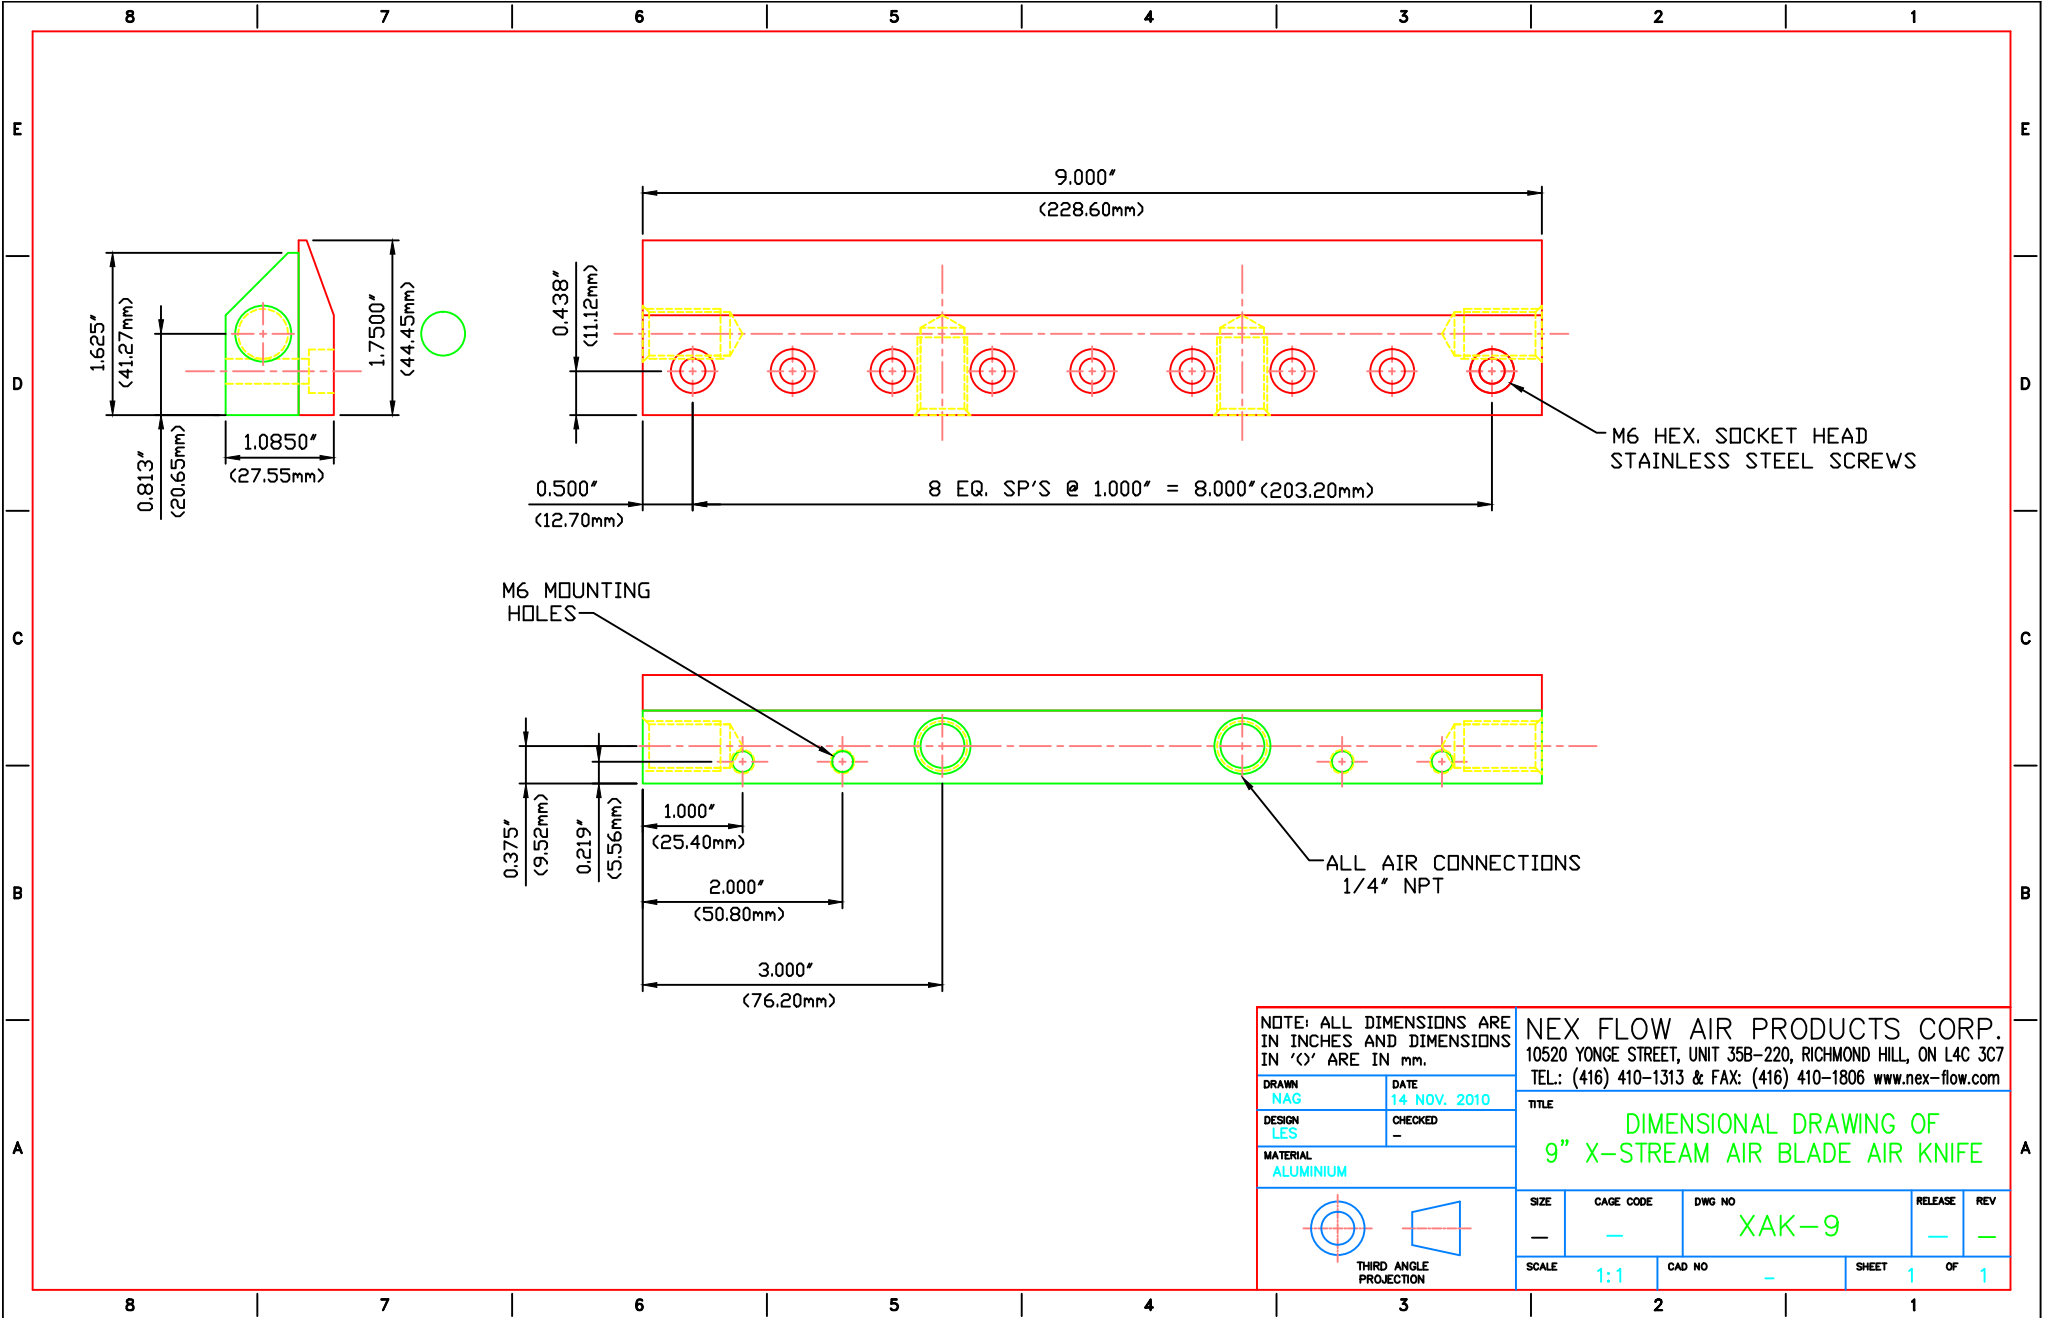 8 7 6 5 4 3 2 1
E E
9.000"
(228.60mm)
1.625"
(41.27mm)
1.7500"
(44.45mm)
0.438"
(11.12mm)
D D
0.813"
(20.65mm)
1.0850"
(27.55mm)
M6 HEX. SOCKET HEAD
STAINLESS STEEL SCREWS
0.500"
(12.70mm)
8 EQ. SP'S @ 1.000" = 8.000" (203.20mm)
M6 MOUNTING
HOLES
C C
0.375"
(9.52mm)
0.219"
(5.56mm)
1.000"
(25.40mm)
2.000"
(50.80mm)
3.000"
(76.20mm)
ALL AIR CONNECTIONS
1/4" NPT
B B
NOTE: ALL DIMENSIONS ARE
IN INCHES AND DIMENSIONS
IN '()' ARE IN mm.
NEX FLOW AIR PRODUCTS CORP.
10520 YONGE STREET, UNIT 35B-220, RICHMOND HILL, ON L4C 3C7
TEL.: (416) 410-1313 & FAX: (416) 410-1806 www.nex-flow.com
DRAWN
NAG
DATE
14 NOV. 2010
DESIGN
LES
CHECKED
-
MATERIAL
ALUMINIUM
TITLE
DIMENSIONAL DRAWING OF
9" X-STREAM AIR BLADE AIR KNIFE
A A
SIZE
-
CAGE CODE
-
DWG NO
XAK-9
RELEASE
-
REV
-
THIRD ANGLE
PROJECTION
SCALE 1:1
CAD NO -
SHEET 1 OF 1
8 7 6 5 4 3 2 1